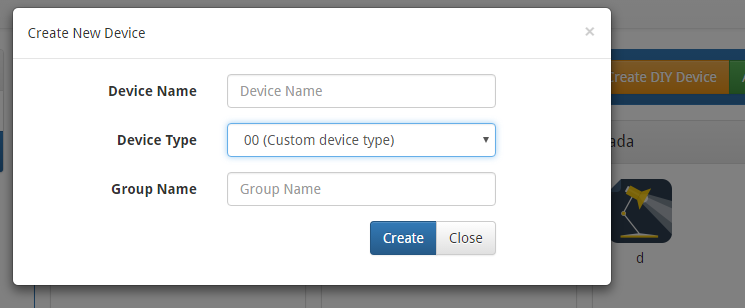 Create New Device ×
Device Name Device Name
Device Type 00 (Custom device type)
Group Name Group Name
Create Close
Create DIY Device
ada
d